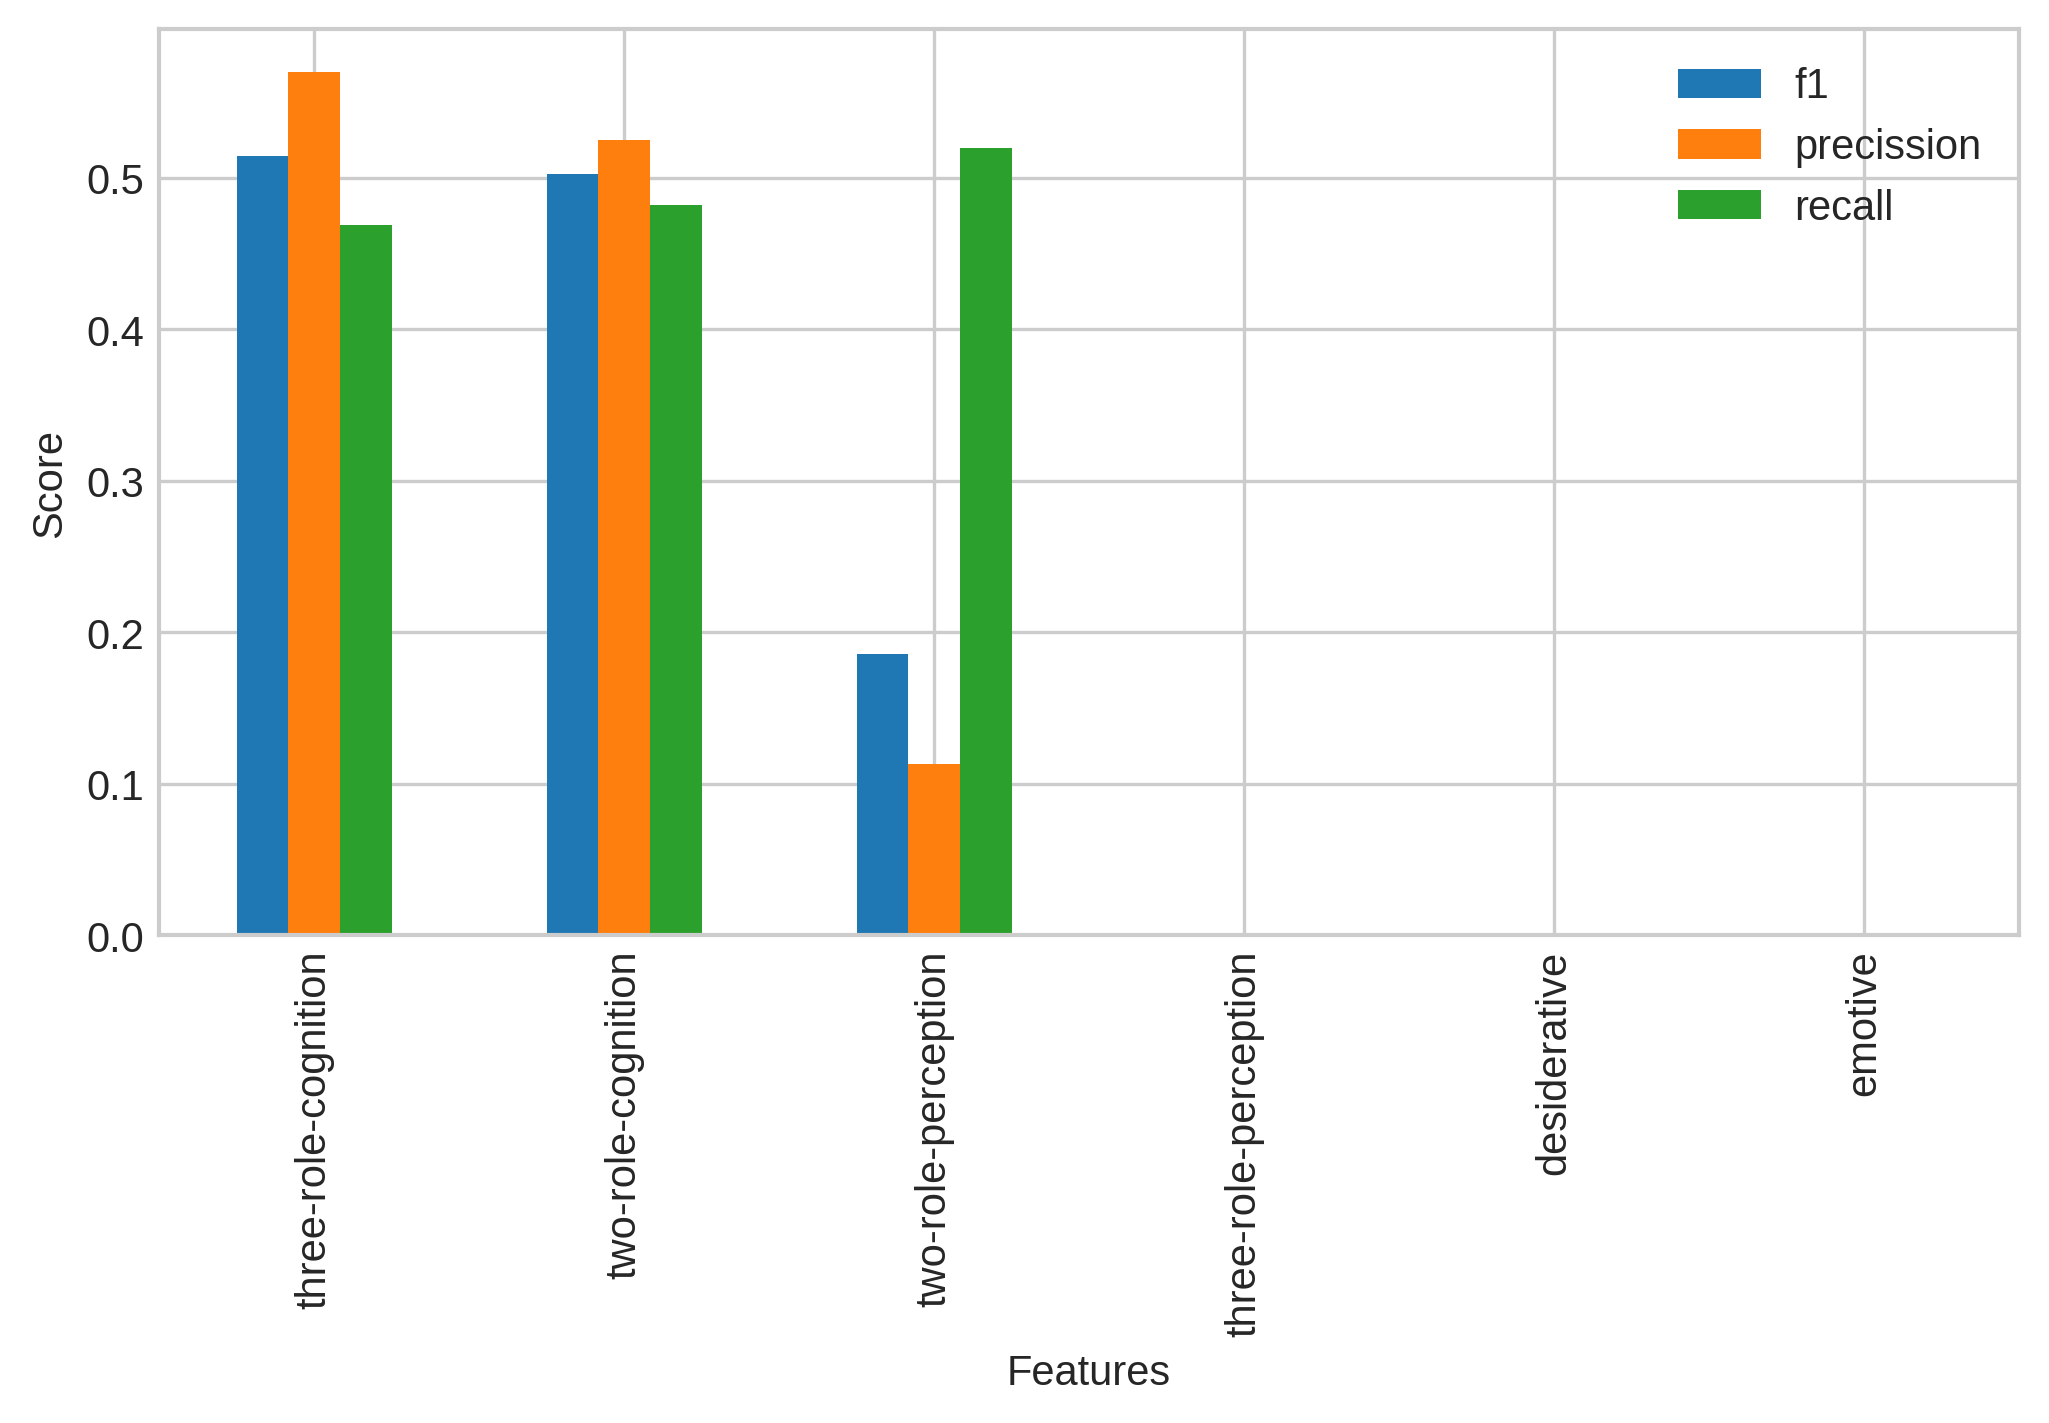 f1
precission
recall
0.5
0.4
0.3
0.2
0.1
0.0
Score
three-role-cognition
two-role-cognition
two-role-perception
three-role-perception
desiderative
emotive
Features